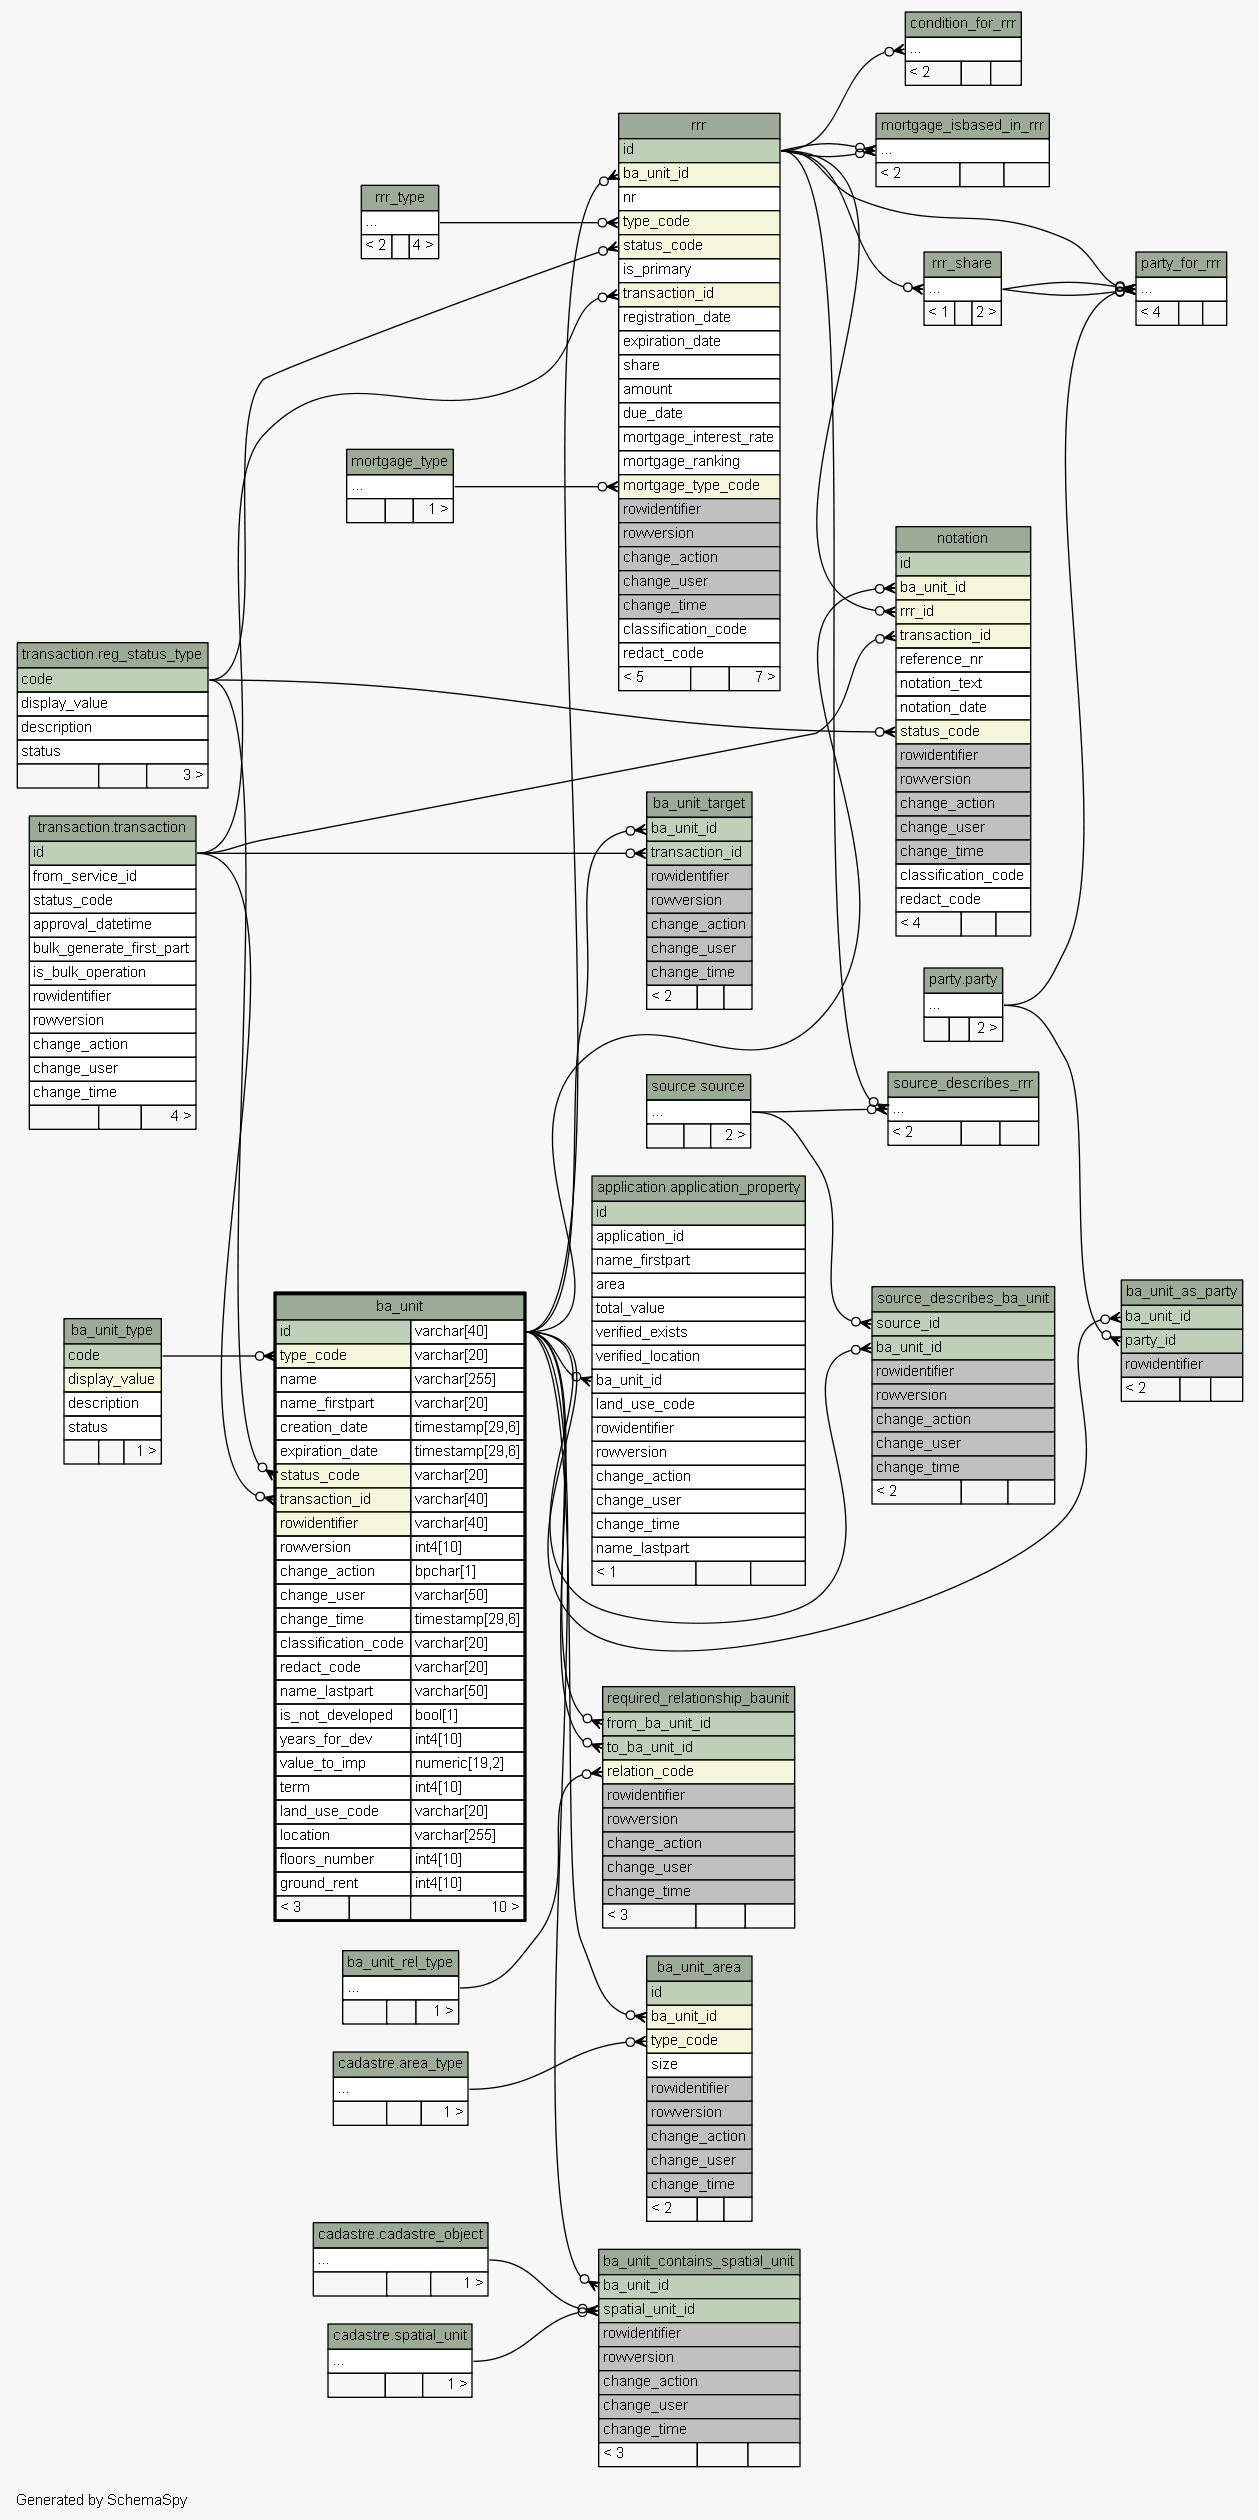 condition_for_rrr
...
< 2
rrr
id
ba_unit_id
nr
type_code
status_code
is_primary
transaction_id
registration_date
expiration_date
share
amount
due_date
mortgage_interest_rate
mortgage_ranking
mortgage_type_code
rowidentifier
rowversion
change_action
change_user
change_time
classification_code
redact_code
< 5 7 >
mortgage_isbased_in_rrr
...
< 2
rrr_type
...
< 2 4 >
rrr_share
...
< 1 2 >
party_for_rrr
...
< 4
mortgage_type
...
1 >
notation
id
ba_unit_id
rrr_id
transaction_id
reference_nr
notation_text
notation_date
status_code
rowidentifier
rowversion
change_action
change_user
change_time
classification_code
redact_code
< 4
transaction.reg_status_type
code
display_value
description
status
3 >
transaction.transaction
id
from_service_id
status_code
approval_datetime
bulk_generate_first_part
is_bulk_operation
rowidentifier
rowversion
change_action
change_user
change_time
4 >
ba_unit_target
ba_unit_id
transaction_id
rowidentifier
rowversion
change_action
change_user
change_time
< 2
party.party
...
2 >
source.source
...
2 >
source_describes_rrr
...
< 2
application.application_property
id
application_id
name_firstpart
area
total_value
verified_exists
verified_location
ba_unit_id
land_use_code
rowidentifier
rowversion
change_action
change_user
change_time
name_lastpart
< 1
source_describes_ba_unit
source_id
ba_unit_id
rowidentifier
rowversion
change_action
change_user
change_time
< 2
ba_unit_as_party
ba_unit_id
party_id
rowidentifier
< 2
ba_unit_type
code
display_value
description
status
1 >
ba_unit
id varchar[40]
type_code varchar[20]
name varchar[255]
name_firstpart varchar[20]
creation_date timestamp[29,6]
expiration_date timestamp[29,6]
status_code varchar[20]
transaction_id varchar[40]
rowidentifier varchar[40]
rowversion int4[10]
change_action bpchar[1]
change_user varchar[50]
change_time timestamp[29,6]
classification_code varchar[20]
redact_code varchar[20]
name_lastpart varchar[50]
is_not_developed bool[1]
years_for_dev int4[10]
value_to_imp numeric[19,2]
term int4[10]
land_use_code varchar[20]
location varchar[255]
floors_number int4[10]
ground_rent int4[10]
< 3 10 >
required_relationship_baunit
from_ba_unit_id
to_ba_unit_id
relation_code
rowidentifier
rowversion
change_action
change_user
change_time
< 3
ba_unit_rel_type
...
1 >
ba_unit_area
id
ba_unit_id
type_code
size
rowidentifier
rowversion
change_action
change_user
change_time
< 2
cadastre.area_type
...
1 >
cadastre.cadastre_object
...
1 >
ba_unit_contains_spatial_unit
ba_unit_id
spatial_unit_id
rowidentifier
rowversion
change_action
change_user
change_time
< 3
cadastre.spatial_unit
...
1 >
Generated by SchemaSpy